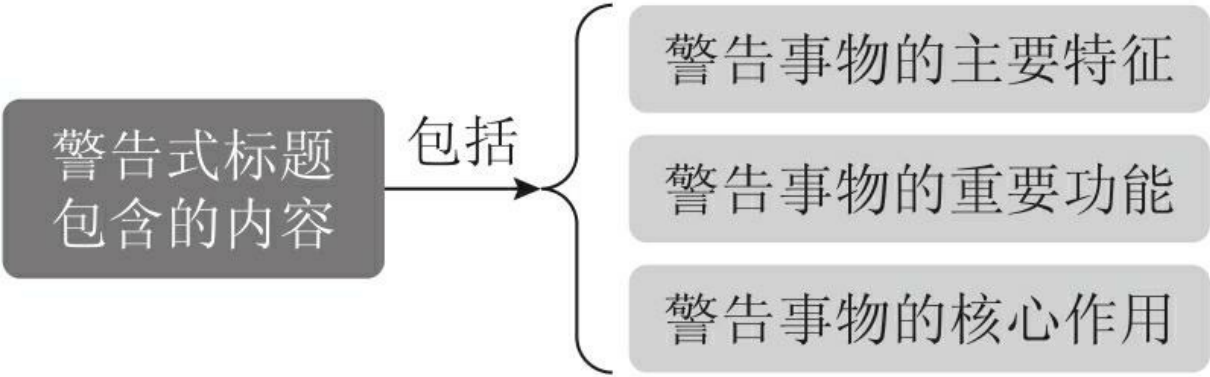 警告式标题
包含的内容
包括
警告事物的主要特征
警告事物的重要功能
警告事物的核心作用